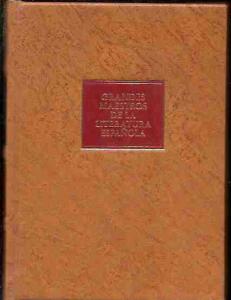 GRANDES
MAESTROS
DE LA
LITERATURA
ESPAÑOLA